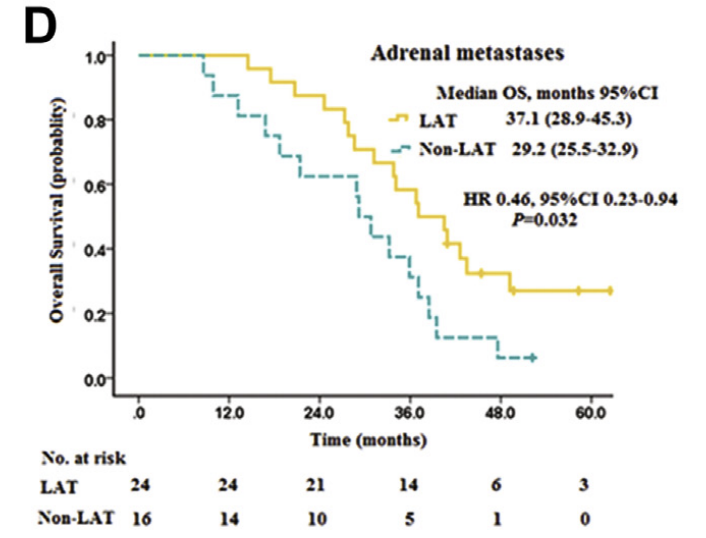 D
Adrenal metastases
Median OS, months 95%CI
LAT 37.1 (28.9-45.3)
Non-LAT 29.2 (25.5-32.9)
HR 0.46, 95%CI 0.23-0.94
P=0.032
Overall Survival (probablity)
1.0
0.8
0.6
0.4
0.2
0.0
.0 12.0 24.0 36.0 48.0 60.0
Time (months)
No. at risk
LAT 24 24 21 14 6 3
Non-LAT 16 14 10 5 1 0